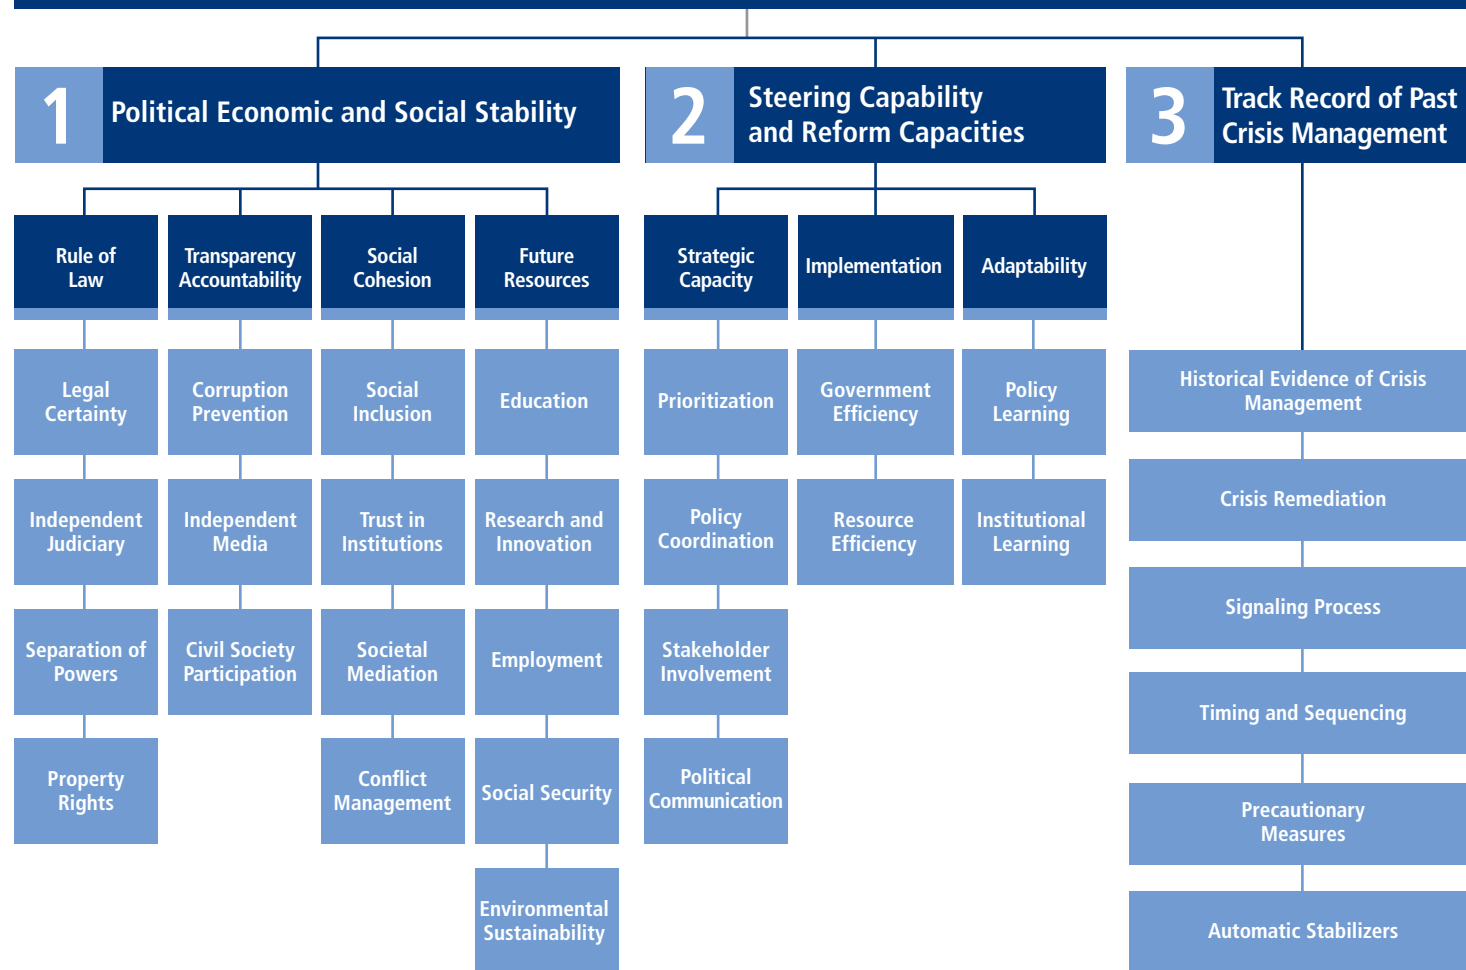 1
Political Economic and Social Stability
2
Steering Capability
and Reform Capacities
3
Track Record of Past
Crisis Management
Rule of
Law
Transparency
Accountability
Social
Cohesion
Future
Resources
Strategic
Capacity
Implementation
Adaptability
Legal
Certainty
Independent
Judiciary
Separation of
Powers
Property
Rights
Corruption
Prevention
Independent
Media
Civil Society
Participation
Social
Inclusion
Trust in
Institutions
Societal
Mediation
Conflict
Management
Education
Research and
Innovation
Employment
Social Security
Environmental
Sustainability
Prioritization
Policy
Coordination
Stakeholder
Involvement
Political
Communication
Government
Efficiency
Resource
Efficiency
Policy
Learning
Institutional
Learning
Historical Evidence of Crisis
Management
Crisis Remediation
Signaling Process
Timing and Sequencing
Precautionary
Measures
Automatic Stabilizers